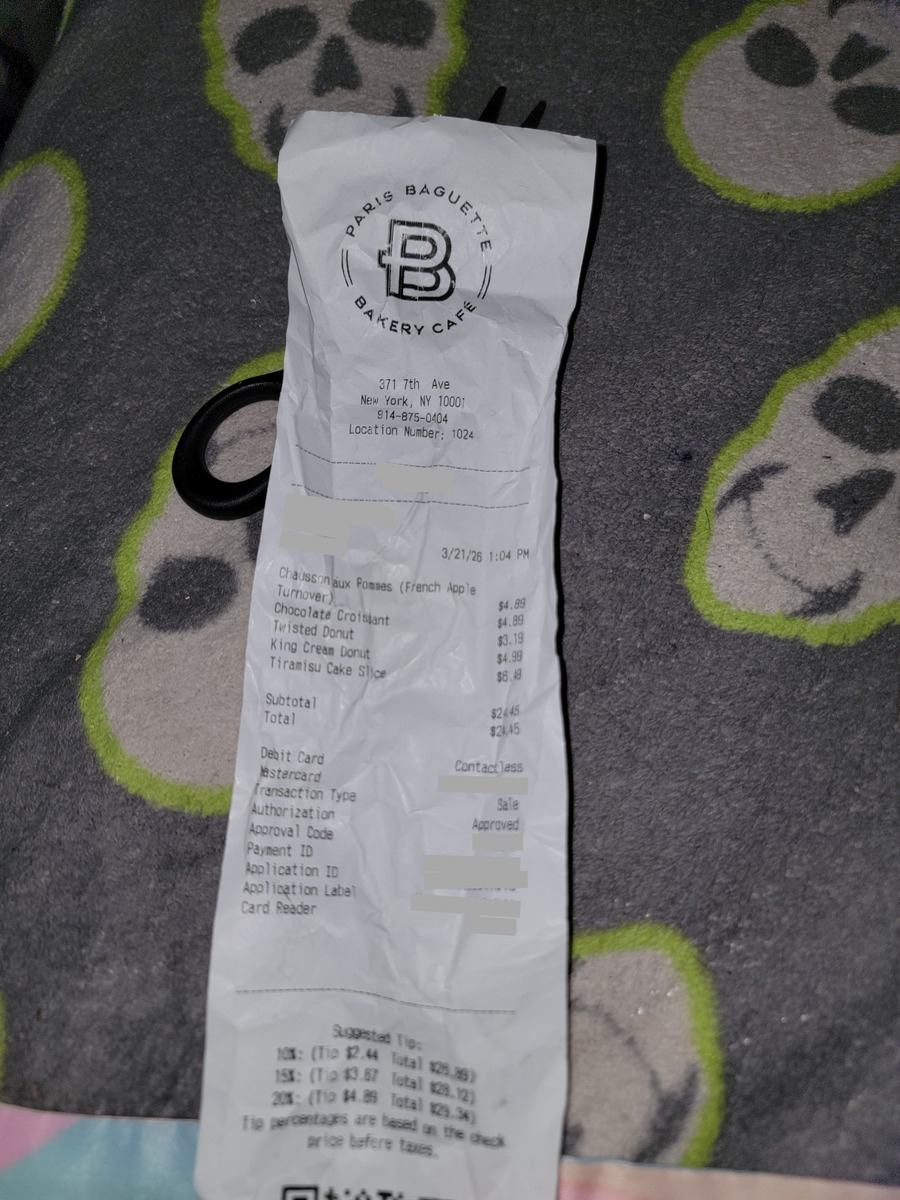 PARIS BAGUETTE
B
BAKERY CAFÉ
371 7th Ave
New York, NY 10001
914-875-0404
Location Number: 1024
3/21/26 1:04 PM
Chausson aux Pommes (French Apple
Turnover) $4.89
Chocolate Croissant $4.89
Twisted Donut $3.19
King Cream Donut $4.99
Tiramisu Cake Slice $6.49
Subtotal $24.45
Total $24.45
Debit Card Contactless
Mastercard
Transaction Type Sale
Authorization Approved
Approval Code
Payment ID
Application ID
Application Label
Card Reader
Suggested Tip:
10%: (Tip $2.44 Total $26.89)
15%: (Tip $3.67 Total $28.12)
20%: (Tip $4.89 Total $29.34)
Tip percentages are based on the check
price before taxes.